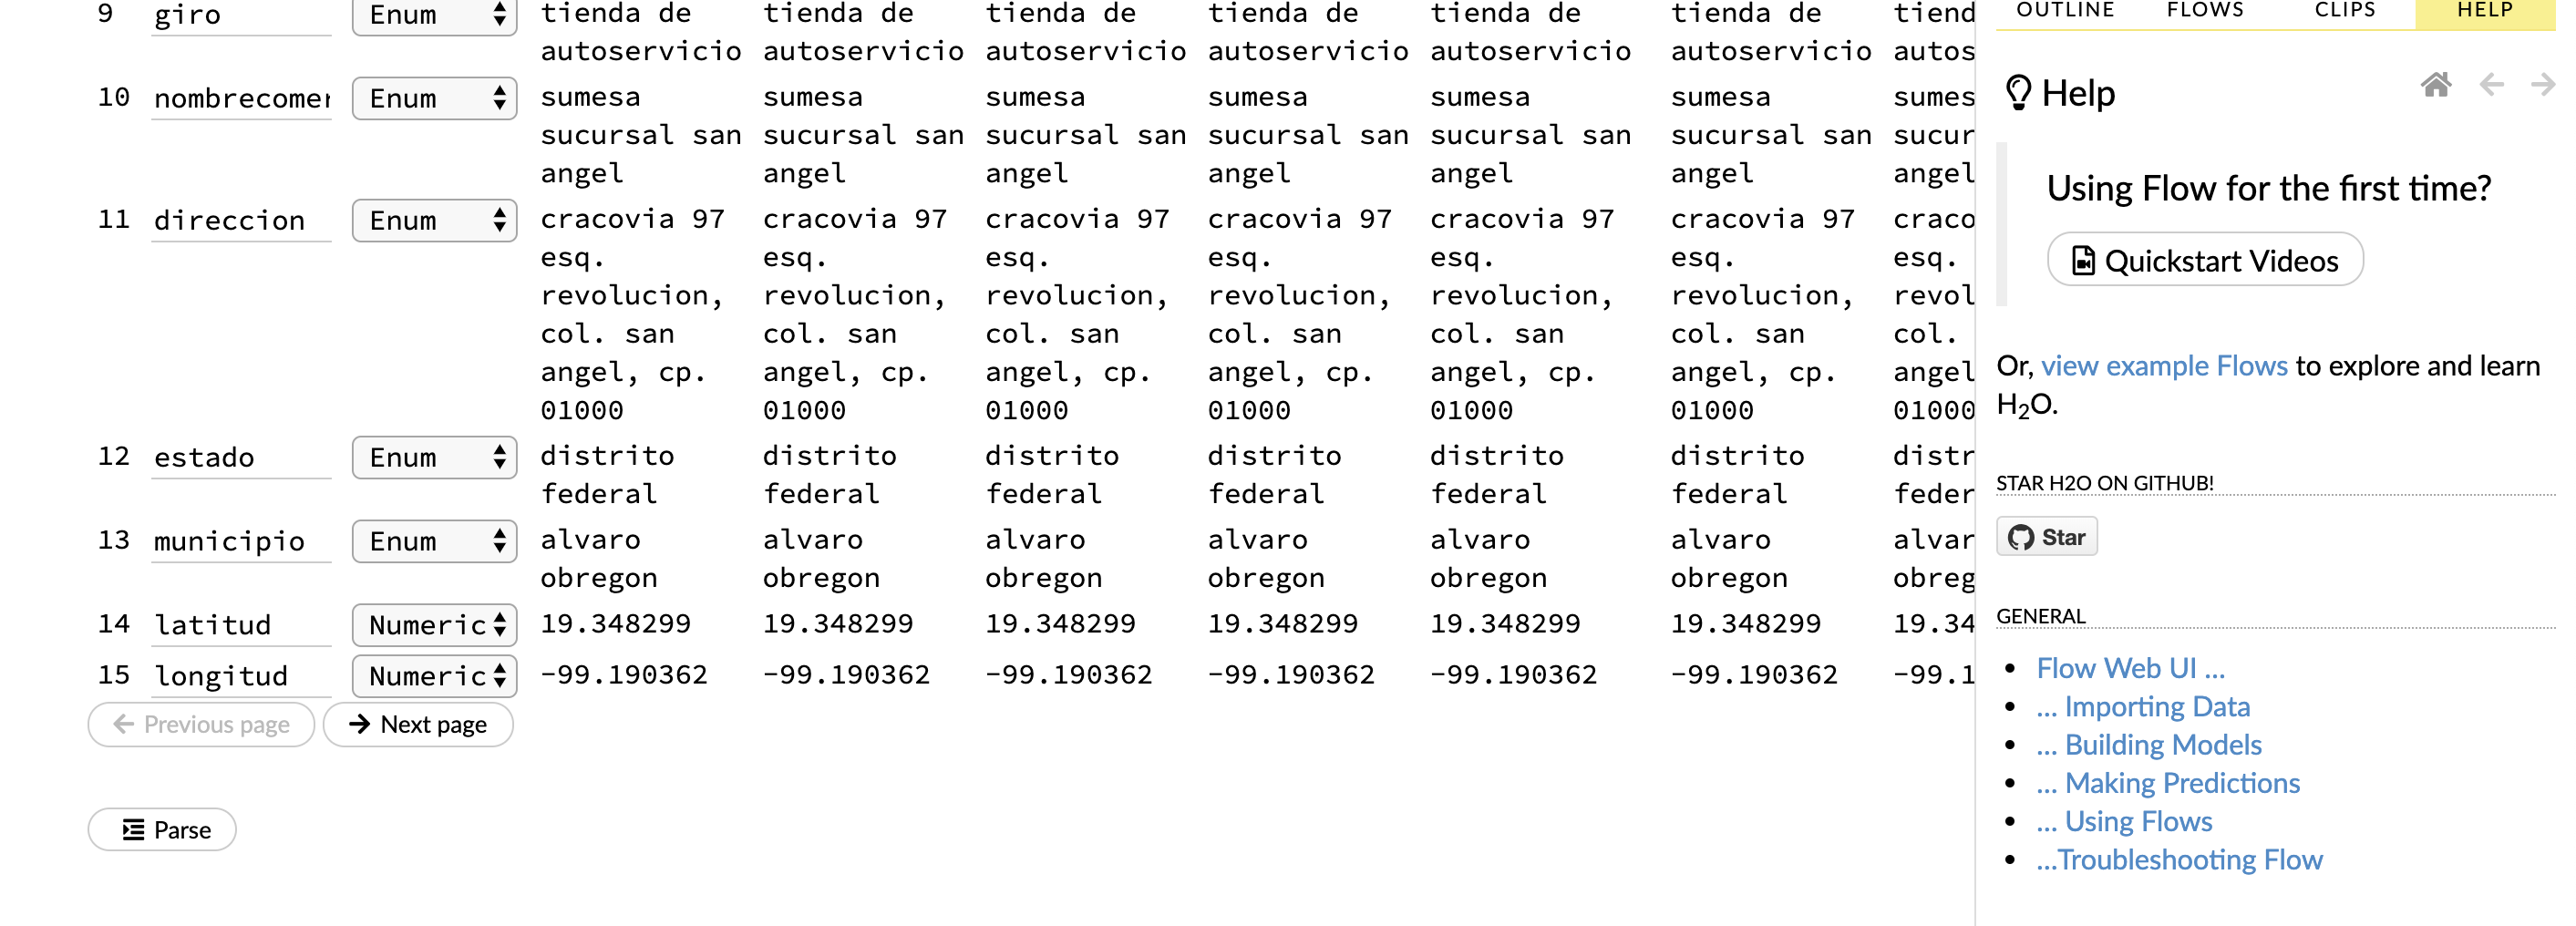 OUTLINE FLOWS CLIPS HELP
9 giro Enum tienda de tienda de tienda de tienda de tienda de tienda de tiend
autoservicio autoservicio autoservicio autoservicio autoservicio autoservicio autos
10 nombrecomer Enum sumesa sumesa sumesa sumesa sumesa sumesa sumes
sucursal san sucursal san sucursal san sucursal san sucursal san sucursal san sucur
angel angel angel angel angel angel angel
11 direccion Enum cracovia 97 cracovia 97 cracovia 97 cracovia 97 cracovia 97 cracovia 97 craco
esq. esq. esq. esq. esq. esq. esq.
revolucion, revolucion, revolucion, revolucion, revolucion, revolucion, revol
col. san col. san col. san col. san col. san col. san col.
angel, cp. angel, cp. angel, cp. angel, cp. angel, cp. angel, cp. angel
01000 01000 01000 01000 01000 01000 01000
12 estado Enum distrito distrito distrito distrito distrito distrito distr
federal federal federal federal federal federal feder
13 municipio Enum alvaro alvaro alvaro alvaro alvaro alvaro alvar
obregon obregon obregon obregon obregon obregon obreg
14 latitud Numeric 19.348299 19.348299 19.348299 19.348299 19.348299 19.348299 19.34
15 longitud Numeric -99.190362 -99.190362 -99.190362 -99.190362 -99.190362 -99.190362 -99.1
Previous page Next page
Parse
Help
Using Flow for the first time?
Quickstart Videos
Or, view example Flows to explore and learn
H2O.
STAR H2O ON GITHUB!
Star
GENERAL
• Flow Web UI ...
• ... Importing Data
• ... Building Models
• ... Making Predictions
• ... Using Flows
• ...Troubleshooting Flow